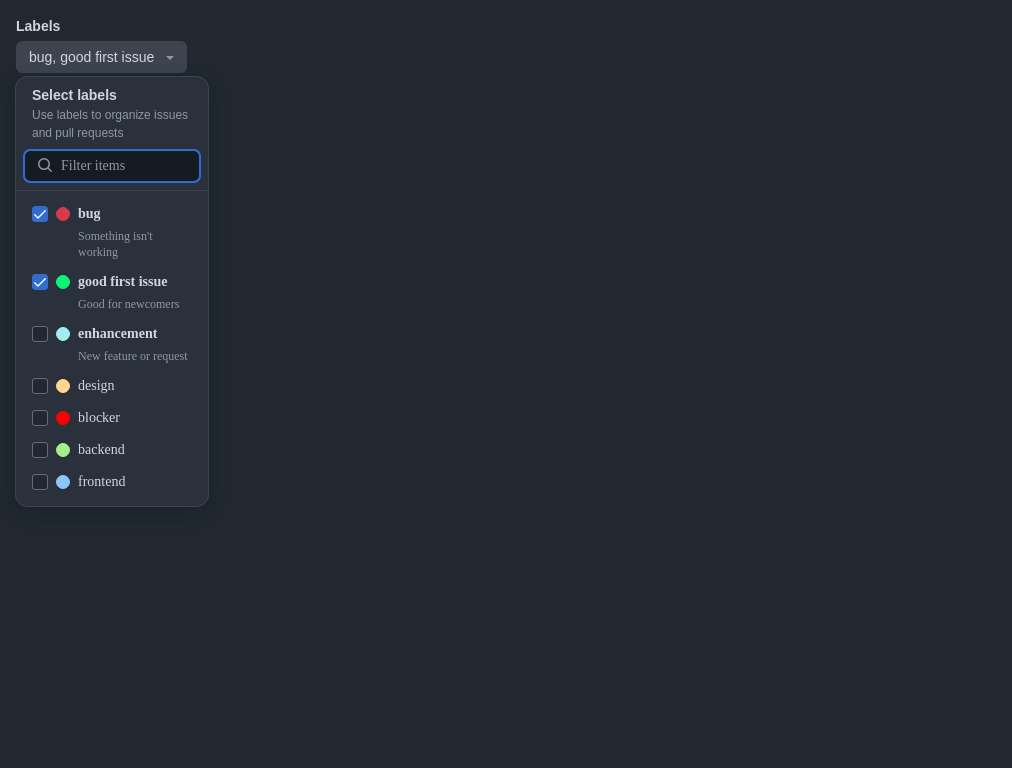 Labels
bug, good first issue
Select labels
Use labels to organize issues
and pull requests
Filter items
bug
Something isn't
working
good first issue
Good for newcomers
enhancement
New feature or request
design
blocker
backend
frontend